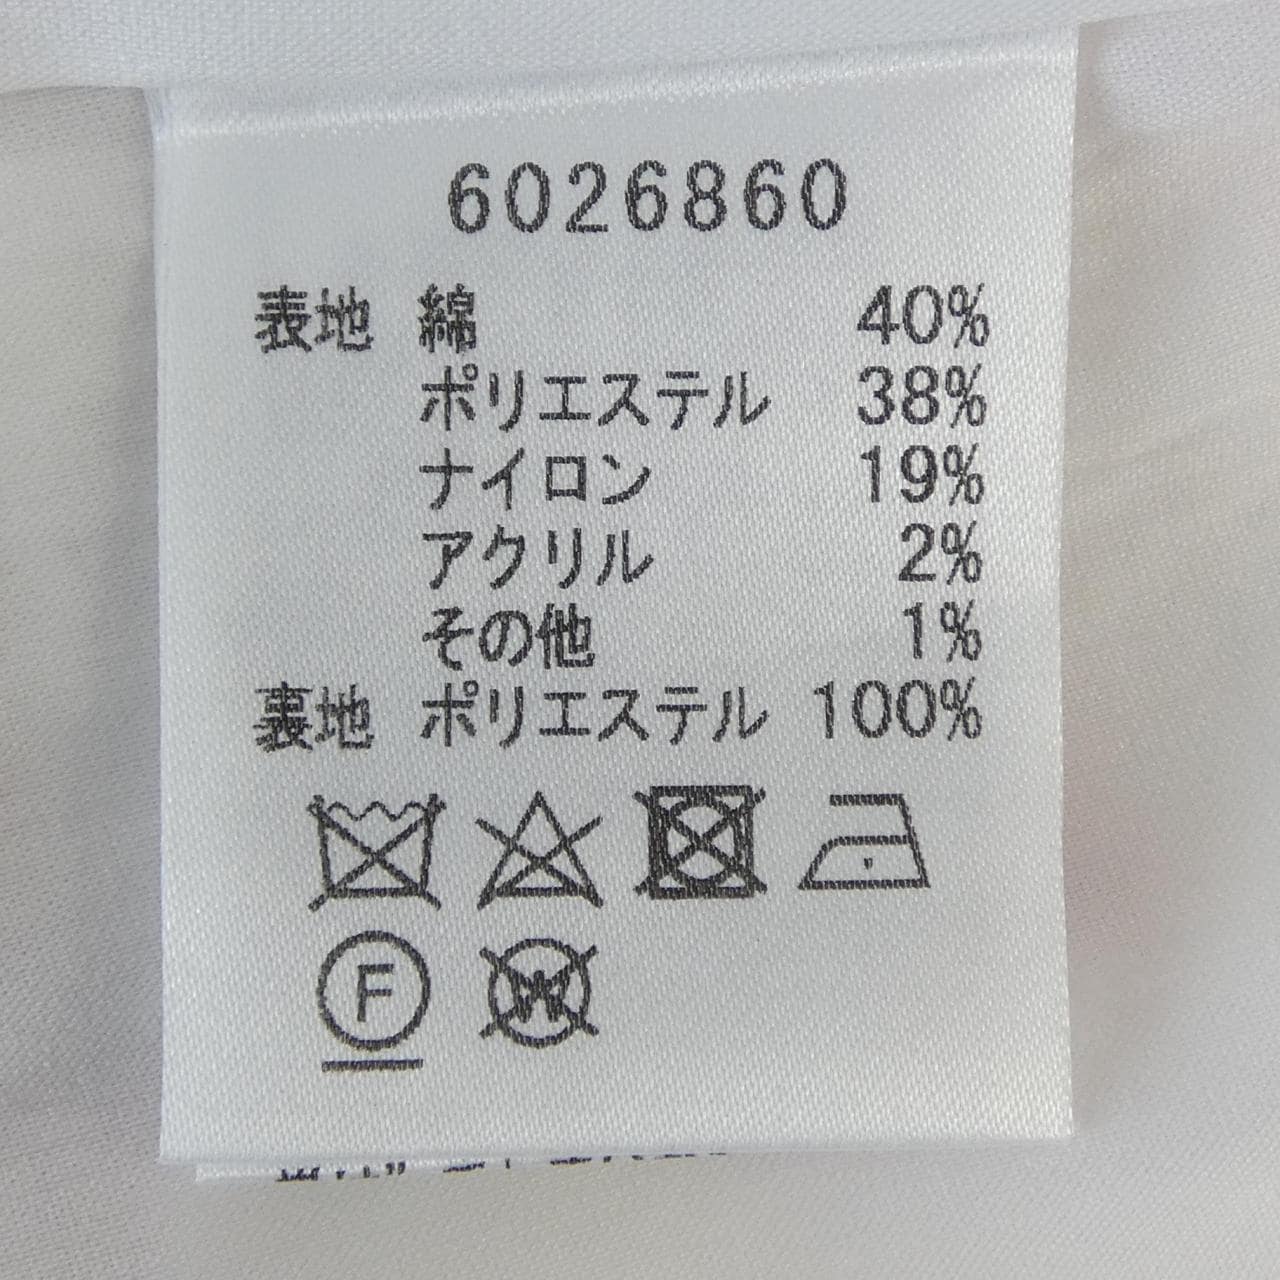 6026860
表地 綿 40%
ポリエステル 38%
ナイロン 19%
アクリル 2%
その他 1%
裏地 ポリエステル 100%
F W